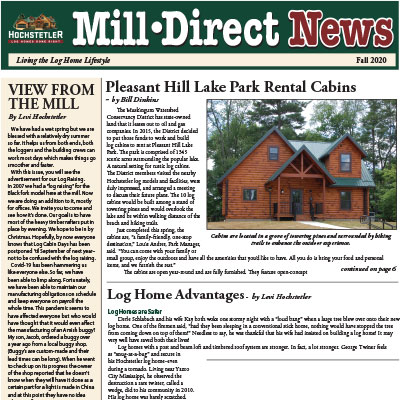 HOCHSTETLER
LOG HOMES DONE RIGHT
Mill•Direct News
Living the Log Home Lifestyle
Fall 2020
VIEW FROM
THE MILL
By Levi Hochstetler
We have had a wet spring but we are
blessed with a relatively dry summer
so far. It helps us from both ends, both
the loggers and the building crews can
work most days which makes things go
smoother and faster.
With this issue, you will see the
advertisement for our Log Raising.
In 2007 we had a "log raising" for the
Black fork model here at the mill. Now
we are doing an addition to it, mostly
for offices. We invite you to come and
see how it's done. Our goal is to have
most of the heavy timber rafters put in
place by evening. We hope to be in by
Christmas. Hopefully, by now everyone
knows that Log Cabin Days has been
postponed 'til September of next year-
not to be confused with the log raising.
Covid-19 has been hammering us
like everyone else. So far, we have
been able to limp along. Fortunately,
we have been able to maintain our
manufacturing obligations on schedule
and keep everyone on payroll the
whole time. This pandemic seems to
have affected everyone but who would
have thought that it would even affect
the manufacturing of an Amish buggy!
My son, Jacob, ordered a buggy over
a year ago from a local buggy shop.
(Buggy's are custom-made and their
lead time can be long). When he went
to check up on its progress the owner
of the shop reported that he doesn't
know when they will have it done as a
certain part for a light is made in China
and at this point they have no idea
Pleasant Hill Lake Park Rental Cabins
~ by Bill Dinkins
The Muskingum Watershed
Conservancy District has state-owned
land that it leases out to oil and gas
companies. In 2015, the District decided
to put those funds to work and build
log cabins to rent at Pleasant Hill Lake
Park. The park is comprised of 1345
scenic acres surrounding the popular lake.
A natural setting for rustic log cabins.
The District members visited the nearby
Hochstetler log models and facilities, were
duly impressed, and arranged a meeting
to discuss their future plans. The 10 log
cabins would be built among a stand of
towering pines and would overlook the
lake and be within walking distance of the
beach and hiking trails.
Just completed this spring, the
cabins are, "a family-friendly, one-stop
destination," Louis Andres, Park Manager,
said. "You can come with your family or
small group, enjoy the outdoors and have all the amenities that you'd like to have. All you do is bring your food and personal
items, and we furnish the rest."
The cabins are open year-round and are fully furnished. They feature open-concept
Cabins are located in a grove of towering pines and surrounded by hiking
trails to enhance the outdoor experience.
continued on page 6
Log Home Advantages - by Levi Hochstetler
Log Homes are Safer
Doyle Schlabach and his wife Kay both woke one stormy night with a "loud bang" when a large tree blew over onto their new
log home. One of the firemen said, "had they been sleeping in a conventional stick home, nothing would have stopped the tree
from coming down on top of them!" Needless to say, he was thankful that his wife had insisted on building a log home! It may
very well have saved both their lives!
Log homes with a post and beam loft and timbered roof system are stronger. In fact, a lot stronger. George Twiner feels
as "snug-as-a-bug" and secure in
his Hochstetler log home-even
during a tornado. Living near Yazoo
City Mississippi, he observed the
destruction a rare twister, called a
wedge, did to his community in 2010.
His log home was barely scratched.